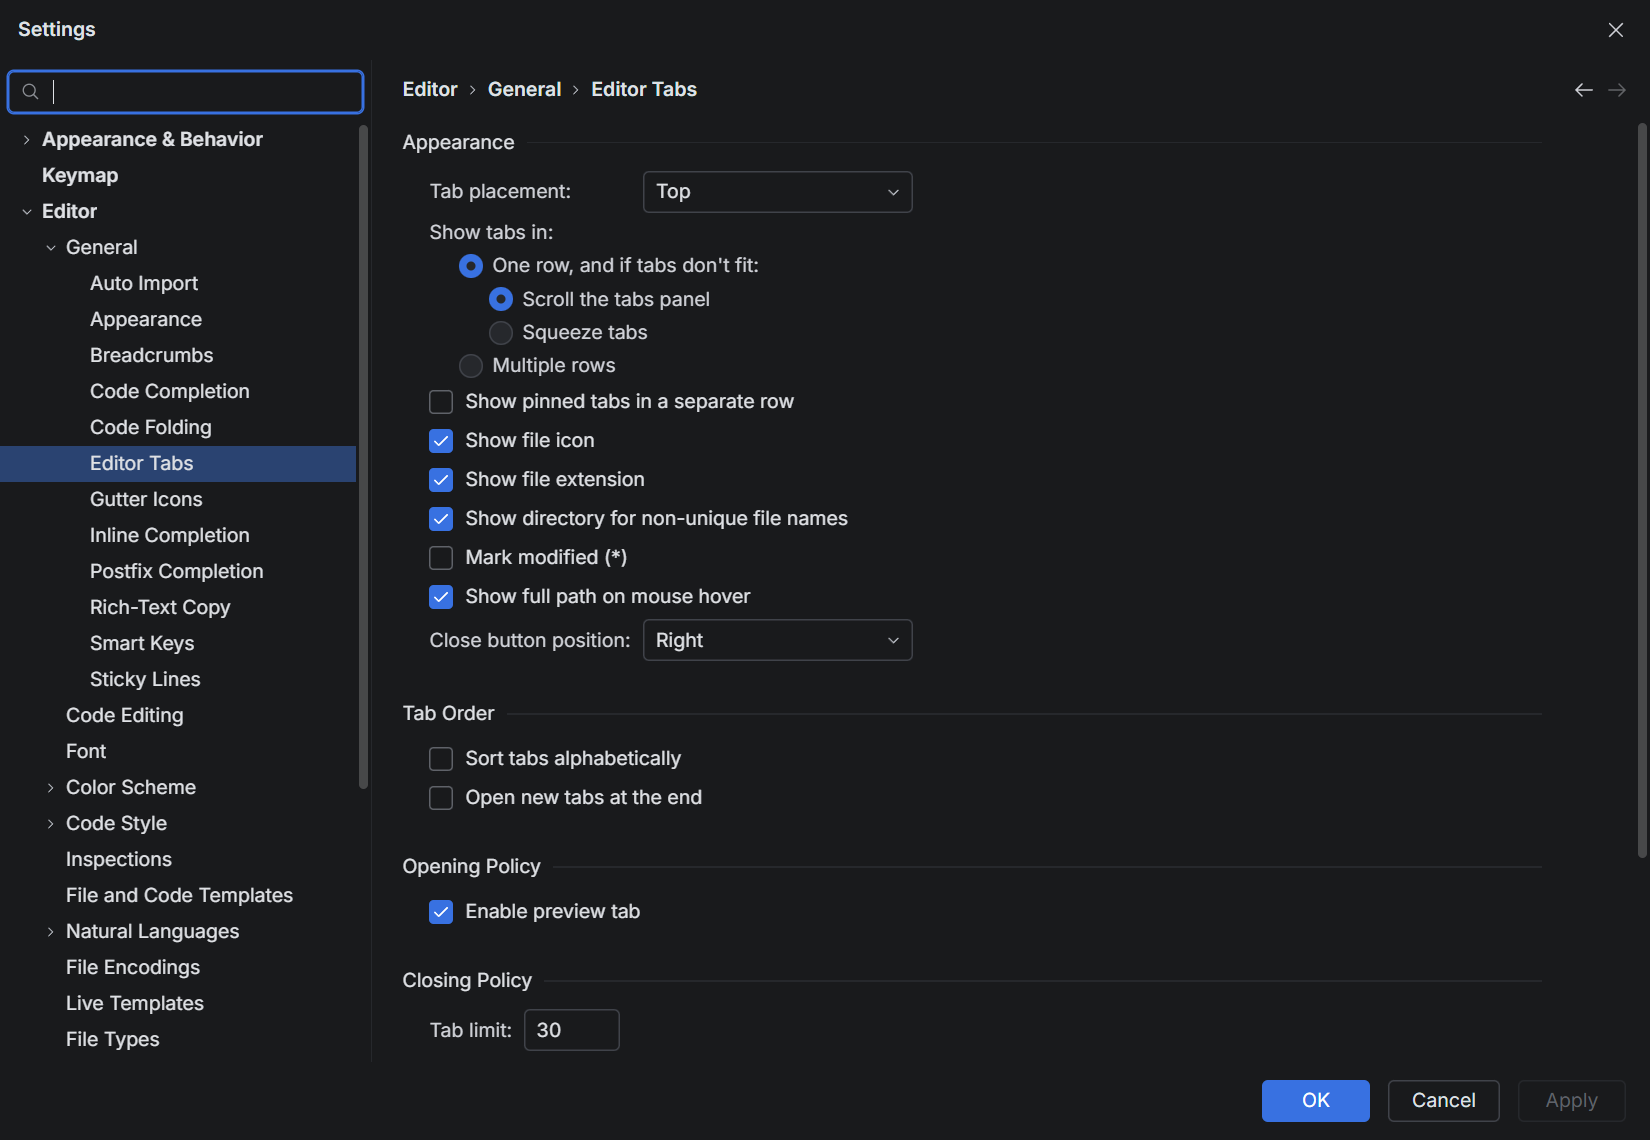 Settings
Appearance & Behavior
Keymap
Editor
General
Auto Import
Appearance
Breadcrumbs
Code Completion
Code Folding
Editor Tabs
Gutter Icons
Inline Completion
Postfix Completion
Rich-Text Copy
Smart Keys
Sticky Lines
Code Editing
Font
Color Scheme
Code Style
Inspections
File and Code Templates
Natural Languages
File Encodings
Live Templates
File Types
Editor › General › Editor Tabs
Appearance
Tab placement: Top
Show tabs in:
One row, and if tabs don't fit:
Scroll the tabs panel
Squeeze tabs
Multiple rows
Show pinned tabs in a separate row
Show file icon
Show file extension
Show directory for non-unique file names
Mark modified (*)
Show full path on mouse hover
Close button position: Right
Tab Order
Sort tabs alphabetically
Open new tabs at the end
Opening Policy
Enable preview tab
Closing Policy
Tab limit: 30
OK Cancel Apply